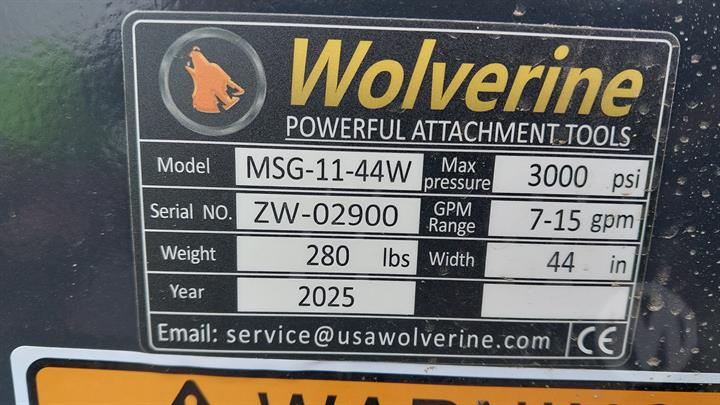 Wolverine
POWERFUL ATTACHMENT TOOLS
Model MSG-11-44W Max pressure 3000 psi
Serial NO. ZW-02900 GPM Range 7-15 gpm
Weight 280 lbs Width 44 in
Year 2025
Email: service@usawolverine.com CE
WARNING